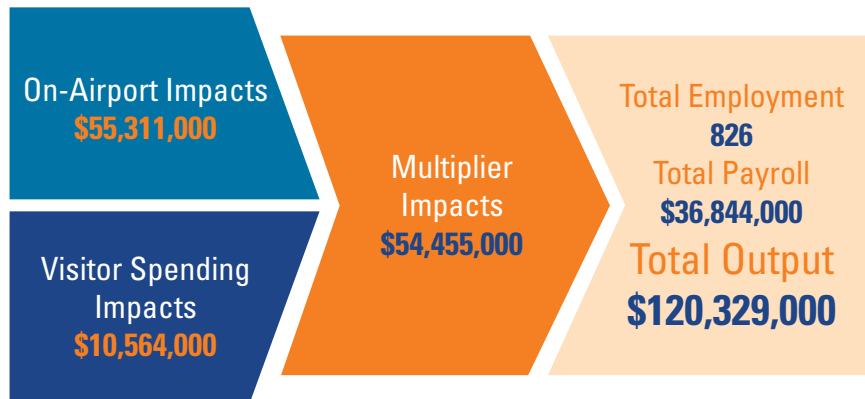 On-Airport Impacts
$55,311,000
Visitor Spending
Impacts
$10,564,000
Multiplier
Impacts
$54,455,000
Total Employment
826
Total Payroll
$36,844,000
Total Output
$120,329,000